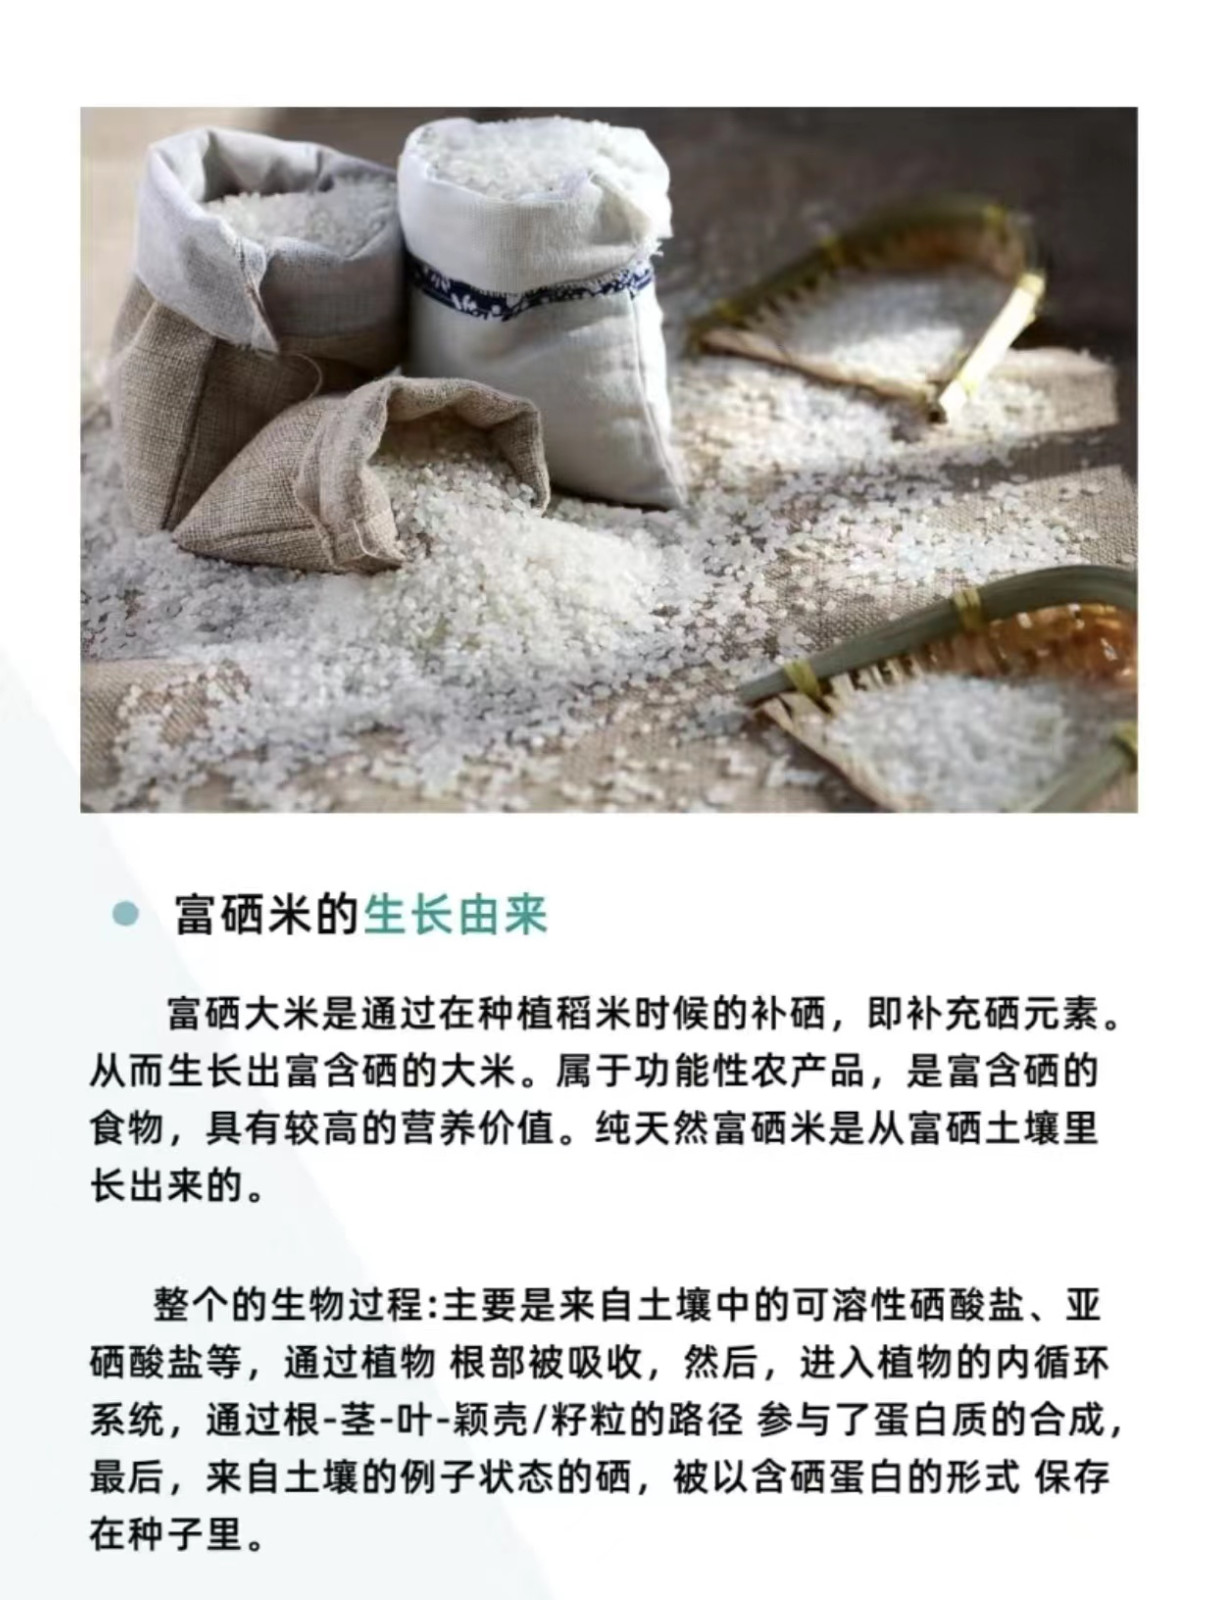 富硒米的生长由来
富硒大米是通过在种植稻米时候的补硒，即补充硒元素。
从而生长出富含硒的大米。属于功能性农产品，是富含硒的
食物，具有较高的营养价值。纯天然富硒米是从富硒土壤里
长出来的。
整个的生物过程:主要是来自土壤中的可溶性硒酸盐、亚
硒酸盐等，通过植物 根部被吸收，然后，进入植物的内循环
系统，通过根-茎-叶-颖壳/籽粒的路径 参与了蛋白质的合成，
最后，来自土壤的例子状态的硒，被以含硒蛋白的形式 保存
在种子里。